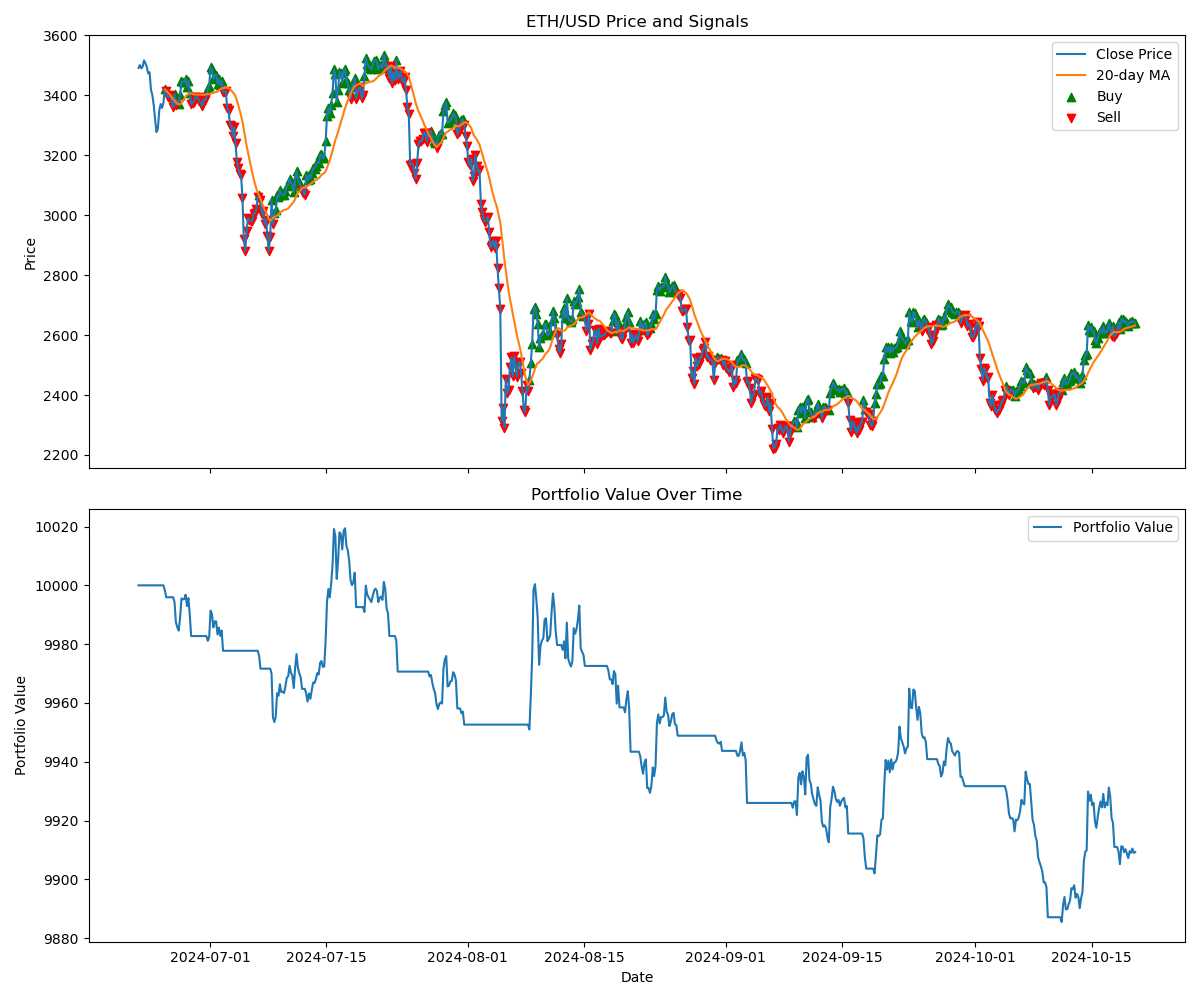 ETH/USD Price and Signals
Price
3600
3400
3200
3000
2800
2600
2400
2200
Close Price
20-day MA
Buy
Sell
Portfolio Value Over Time
Portfolio Value
10020
10000
9980
9960
9940
9920
9900
9880
Portfolio Value
2024-07-01
2024-07-15
2024-08-01
2024-08-15
2024-09-01
2024-09-15
2024-10-01
2024-10-15
Date